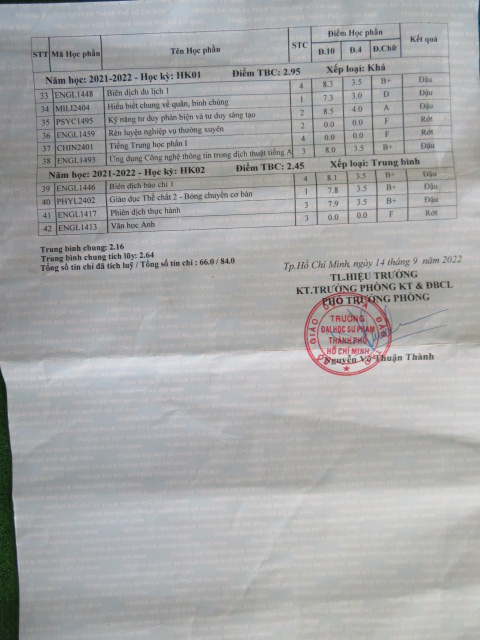 STT Mã Học phần Tên Học phần STC Điểm Học phần Kết quả
Đ.10 Đ.4 Đ.Chữ
Năm học: 2021-2022 - Học kỳ: HK01 Điểm TBC: 2.95 Xếp loại: Khá
33 ENGL1448 Biên dịch du lịch 1 4 8.3 3.5 B+ Đậu
34 MILI2404 Hiểu biết chung về quân, binh chủng 1 7.3 3.0 Đậu
35 PSYC1495 Kỹ năng tư duy phản biện và tư duy sáng tạo 2 8.5 4.0 A Đậu
36 ENGL1459 Rèn luyện nghiệp vụ thường xuyên 2 0.0 0.0 F Rớt
37 CHIN2401 Tiếng Trung học phần 1 4 0.0 0.0 F Rớt
38 ENGL1493 Ứng dụng Công nghệ thông tin trong dịch thuật tiếng A 3 8.0 3.5 B+ Đậu
Năm học: 2021-2022 - Học kỳ: HK02 Điểm TBC: 2.45 Xếp loại: Trung bình
39 ENGL1446 Biên dịch báo chí 1 4 8.1 3.5 B+ Đậu
40 PHYL2402 Giáo dục Thể chất 2 - Bóng chuyền cơ bản 1 7.8 3.5 B+ Đậu
41 ENGL1417 Phiên dịch thực hành 3 7.9 3.5 B+ Đậu
42 ENGL1413 Văn học Anh 3 0.0 0.0 F Rớt
Trung bình chung: 2.16
Trung bình chung tích lũy: 2.64
Tổng số tín chỉ đã tích luỹ / Tổng số tín chỉ : 66.0 / 84.0
Tp.Hồ Chí Minh, ngày 14 tháng 9 năm 2022
TL.HIỆU TRƯỞNG
KT.TRƯỞNG PHÒNG KT & ĐBCL
PHÓ TRƯỞNG PHÒNG
TRƯỜNG
ĐẠI HỌC SƯ PHẠM
THÀNH PHỐ
HỒ CHÍ MINH
Nguyễn Võ Thuận Thành